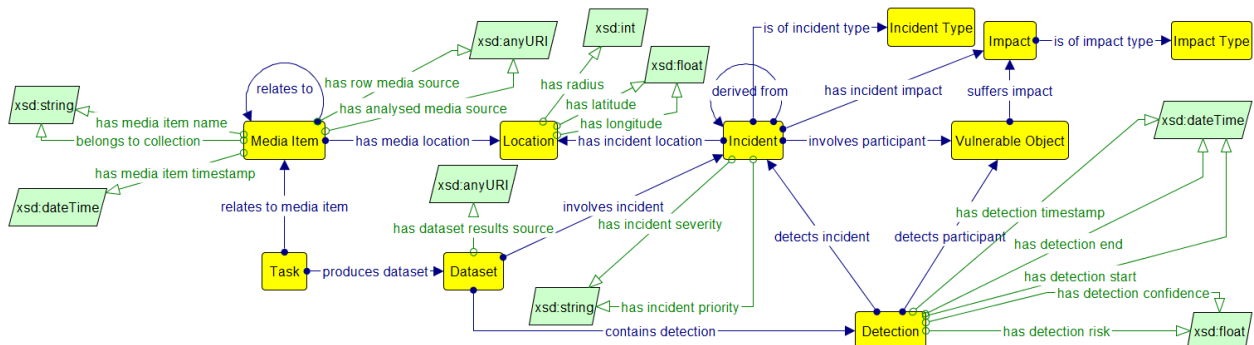 is of incident type
Incident Type
Impact
is of impact type
Impact Type
xsd:anyURI
xsd:int
xsd:float
has row media source
has radius
relates to
has latitude
derived from
has incident impact
suffers impact
xsd:string
has analysed media source
has longitude
xsd:dateTime
has media item name
belongs to collection
Media Item
has media location
Location
has incident location
Incident
involves participant
Vulnerable Object
has media item timestamp
xsd:dateTime
xsd:anyURI
relates to media item
involves incident
has detection timestamp
has dataset results source
has incident severity
detects incident
detects participant
has detection end
Task
produces dataset
Dataset
has detection start
has detection confidence
xsd:string
has incident priority
contains detection
Detection
has detection risk
xsd:float